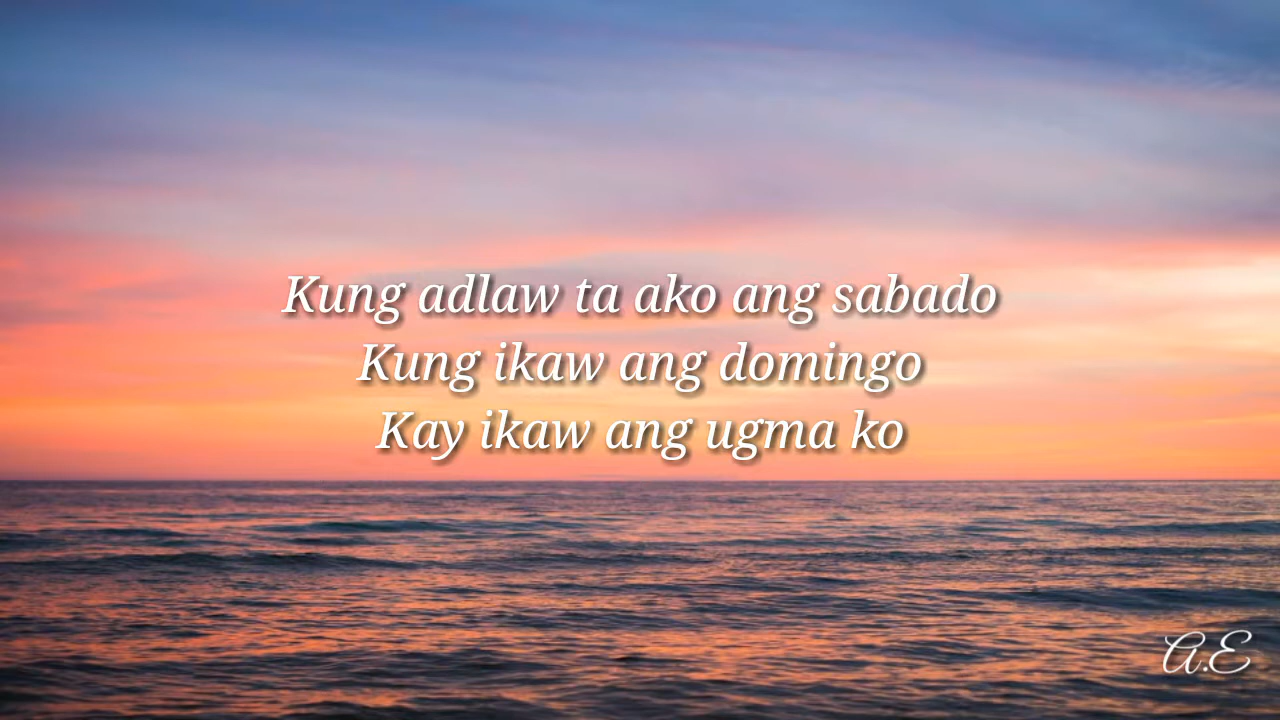 Kung adlaw ta ako ang sabado
Kung ikaw ang domingo
Kay ikaw ang ugma ko
A.E